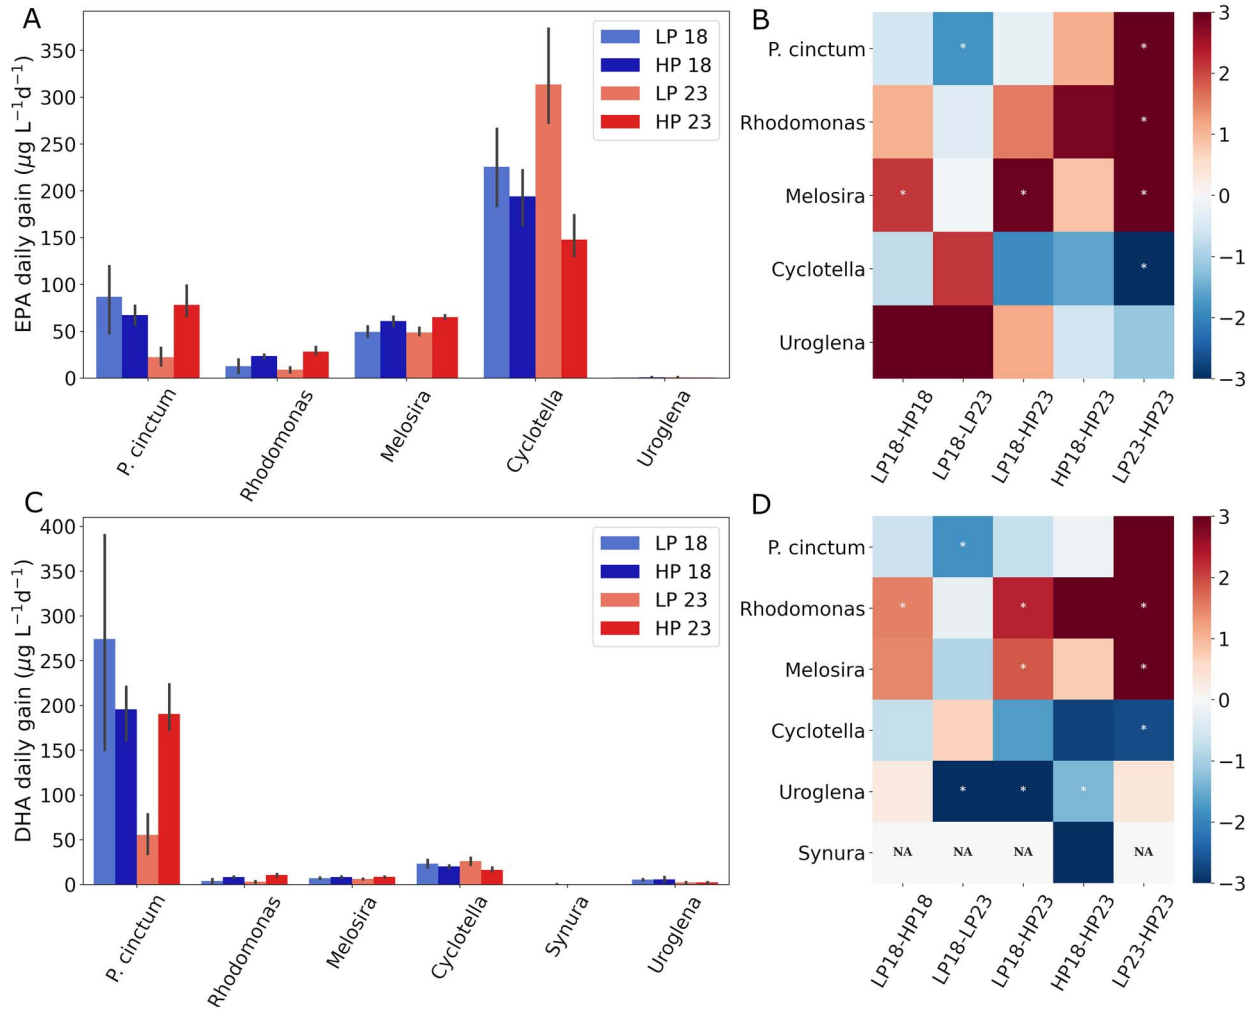 A
EPA daily gain (μg L⁻¹d⁻¹)
350
300
250
200
150
100
50
0
LP 18
HP 18
LP 23
HP 23
P. cinctum
Rhodomonas
Melosira
Cyclotella
Uroglena
B
P. cinctum
Rhodomonas
Melosira
Cyclotella
Uroglena
* *
*
* * *
*
LP18-HP18
LP18-LP23
LP18-HP23
HP18-HP23
LP23-HP23
3
2
1
0
−1
−2
−3
C
DHA daily gain (μg L⁻¹d⁻¹)
400
350
300
250
200
150
100
50
0
LP 18
HP 18
LP 23
HP 23
P. cinctum
Rhodomonas
Melosira
Cyclotella
Synura
Uroglena
D
P. cinctum
Rhodomonas
Melosira
Cyclotella
Uroglena
Synura
*
* * *
* *
*
* * *
NA NA NA NA
LP18-HP18
LP18-LP23
LP18-HP23
HP18-HP23
LP23-HP23
3
2
1
0
−1
−2
−3